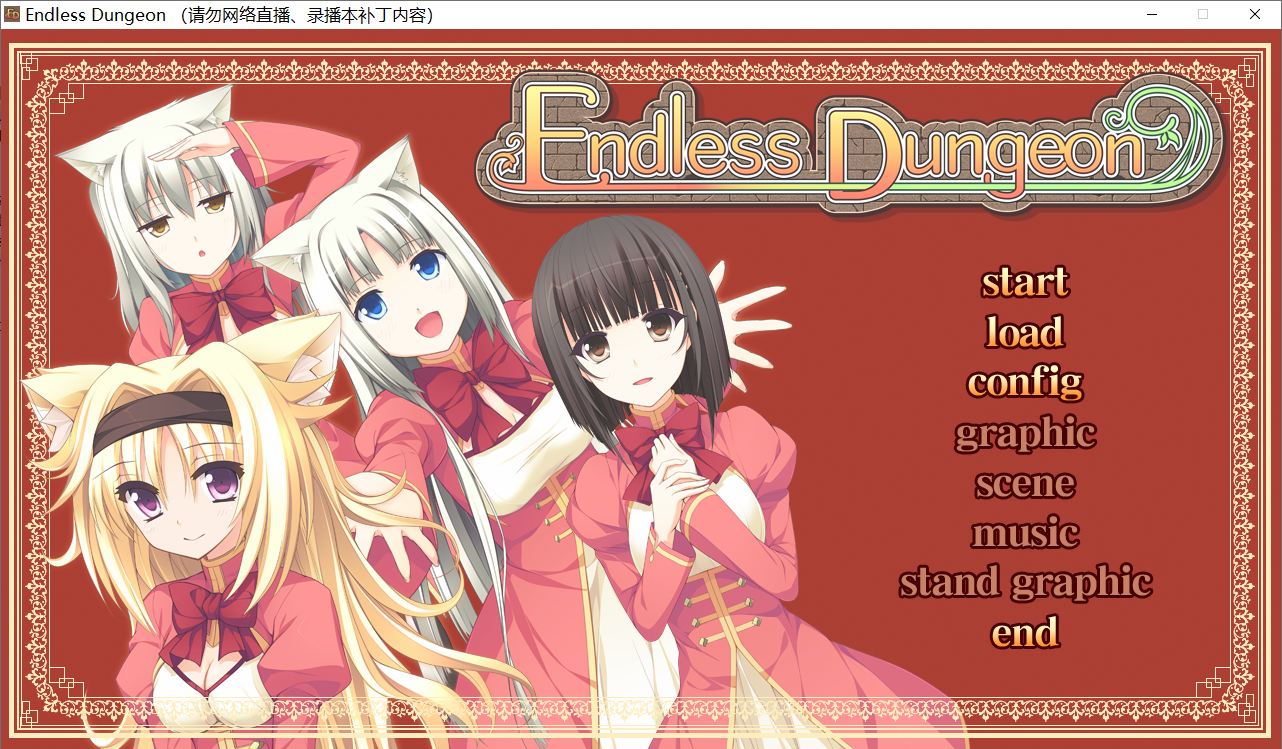 Endless Dungeon （请勿网络直播、录播本补丁内容）
Endless Dungeon
start
load
config
graphic
scene
music
stand graphic
end